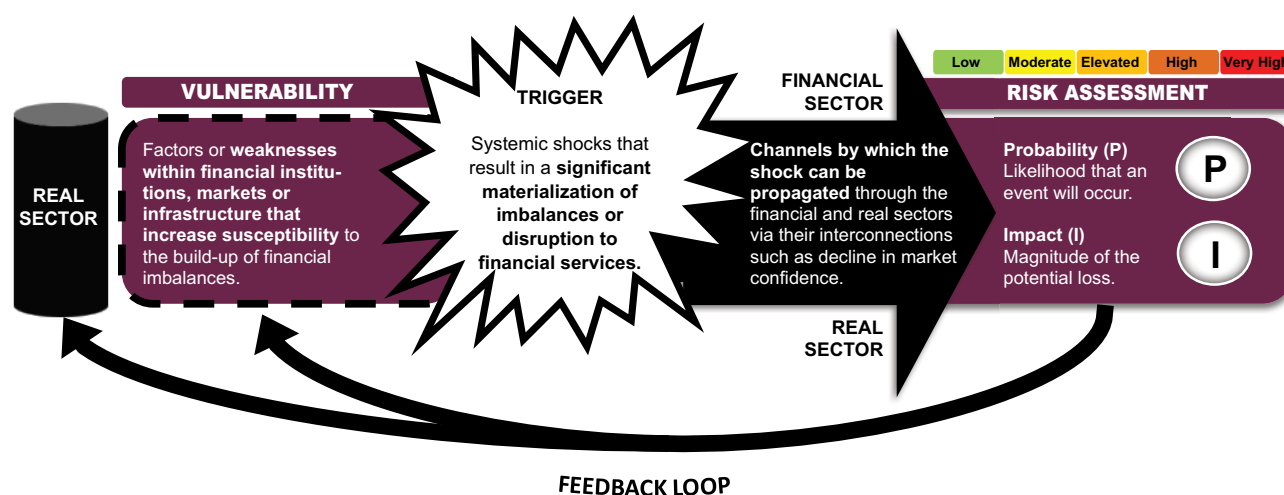 REAL
SECTOR
VULNERABILITY
Factors or weaknesses
within financial institu-
tions, markets or
infrastructure that
increase susceptibility to
the build-up of financial
imbalances.
TRIGGER
Systemic shocks that
result in a significant
materialization of
imbalances or
disruption to
financial services.
FINANCIAL
SECTOR
Channels by which the
shock can be
propagated through the
financial and real sectors
via their interconnections
such as decline in market
confidence.
REAL
SECTOR
Low Moderate Elevated High Very High
RISK ASSESSMENT
Probability (P)
Likelihood that an
event will occur.
P
Impact (I)
Magnitude of the
potential loss.
I
FEEDBACK LOOP